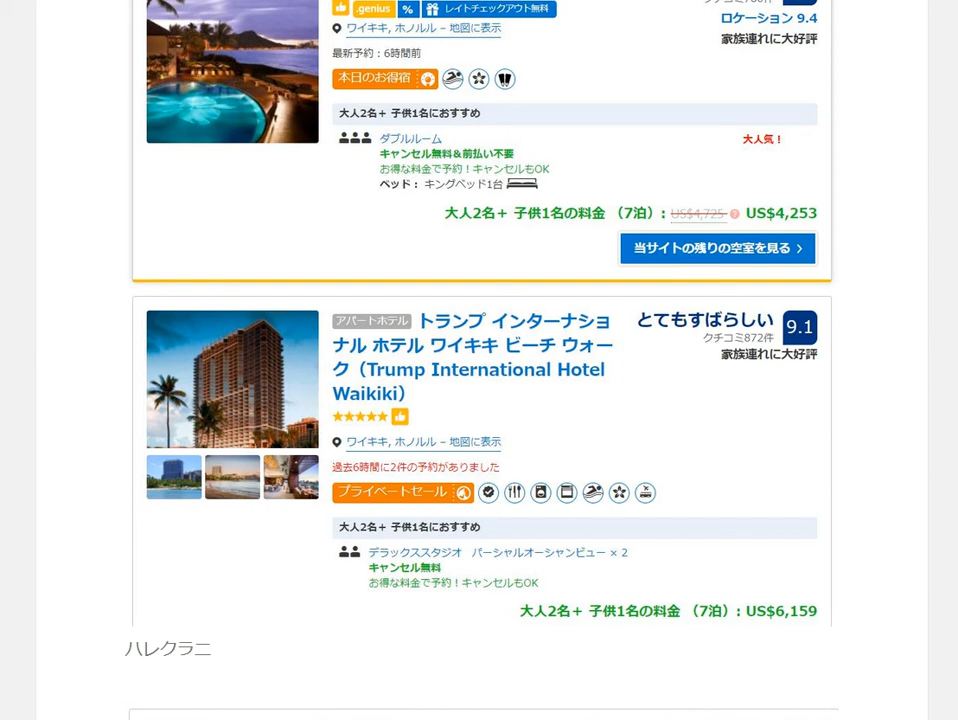 .genius % レイトチェックアウト無料
ロケーション 9.4
ワイキキ, ホノルル – 地図に表示
家族連れに大好評
最新予約：6時間前
本日のお得宿
大人2名＋ 子供1名におすすめ
ダブルルーム
大人気！
キャンセル無料＆前払い不要
お得な料金で予約！キャンセルもOK
ベッド： キングベッド1台
大人2名＋ 子供1名の料金 （7泊）: US$4,725 US$4,253
当サイトの残りの空室を見る
アパートホテル トランプ インターナショ
ナル ホテル ワイキキ ビーチ ウォー
ク（Trump International Hotel
Waikiki）
とてもすばらしい 9.1
クチコミ872件
家族連れに大好評
ワイキキ, ホノルル – 地図に表示
過去6時間に2件の予約がありました
プライベートセール
大人2名＋ 子供1名におすすめ
デラックススタジオ パーシャルオーシャンビュー × 2
キャンセル無料
お得な料金で予約！キャンセルもOK
大人2名＋ 子供1名の料金 （7泊）: US$6,159
ハレクラニ